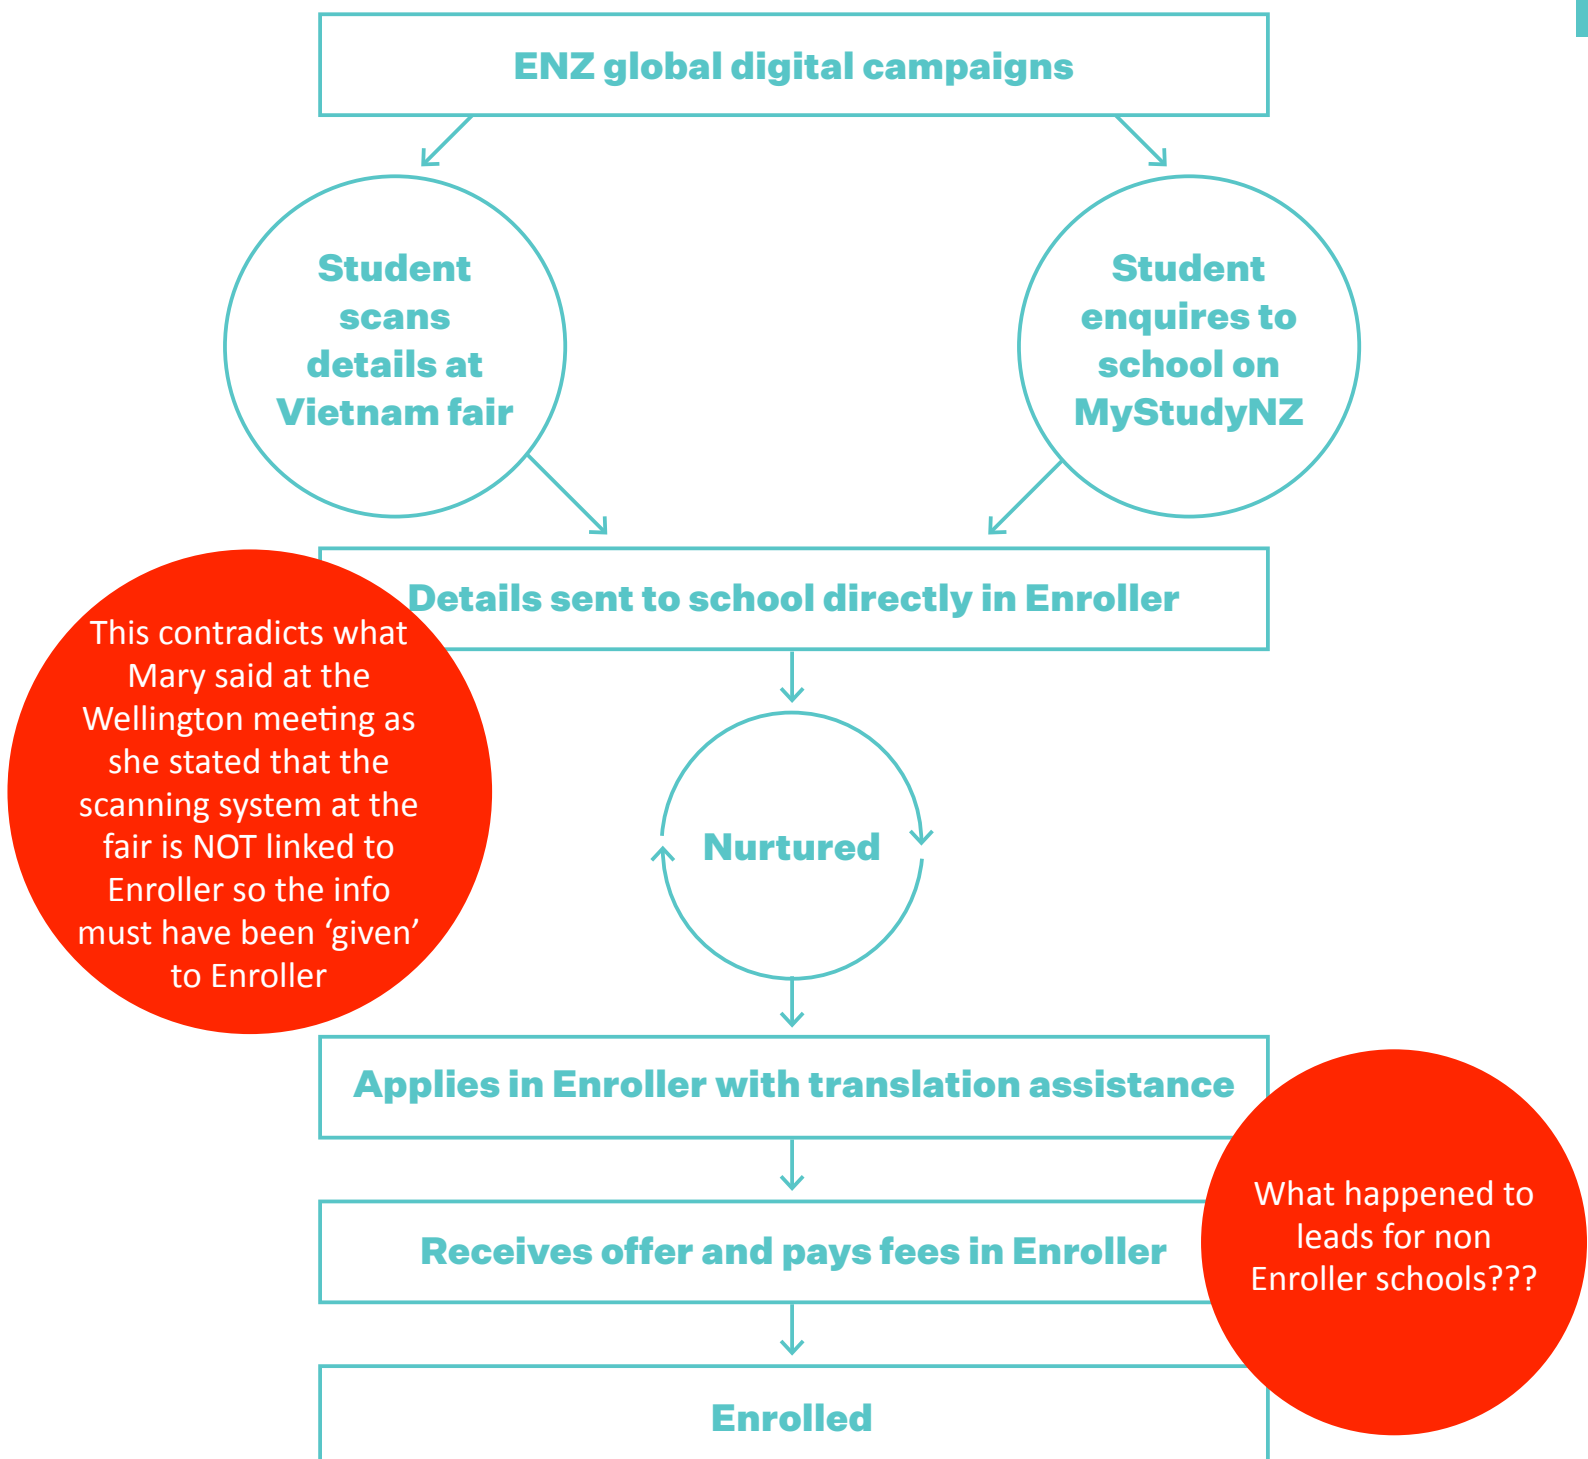 ENZ global digital campaigns
Student
scans
details at
Vietnam fair
Student
enquires to
school on
MyStudyNZ
Details sent to school directly in Enroller
This contradicts what
Mary said at the
Wellington meeting as
she stated that the
scanning system at the
fair is NOT linked to
Enroller so the info
must have been ‘given’
to Enroller
Nurtured
Applies in Enroller with translation assistance
Receives offer and pays fees in Enroller
What happened to
leads for non
Enroller schools???
Enrolled